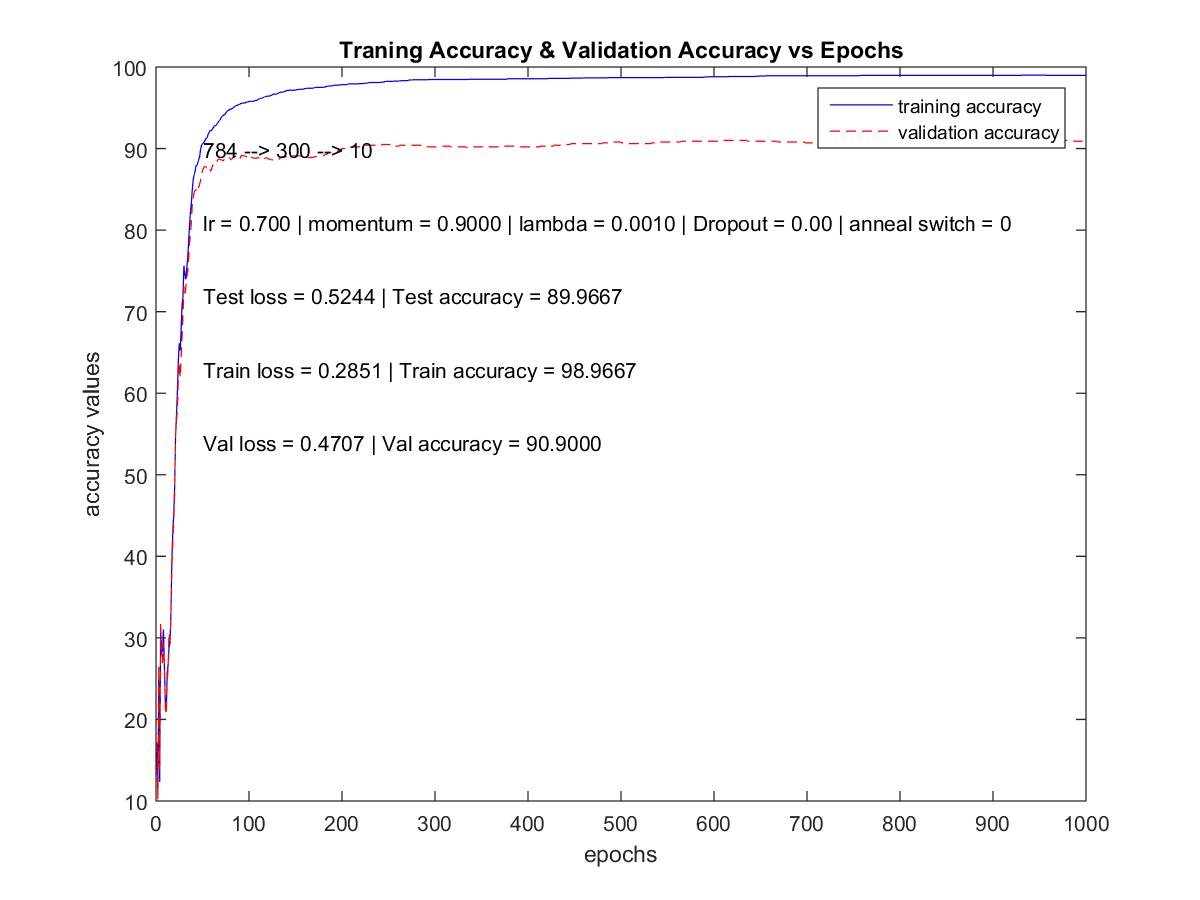 Traning Accuracy & Validation Accuracy vs Epochs
100
90
80
70
60
50
40
30
20
10
accuracy values
training accuracy
validation accuracy
784 --> 300 --> 10
lr = 0.700 | momentum = 0.9000 | lambda = 0.0010 | Dropout = 0.00 | anneal switch = 0
Test loss = 0.5244 | Test accuracy = 89.9667
Train loss = 0.2851 | Train accuracy = 98.9667
Val loss = 0.4707 | Val accuracy = 90.9000
0 100 200 300 400 500 600 700 800 900 1000
epochs